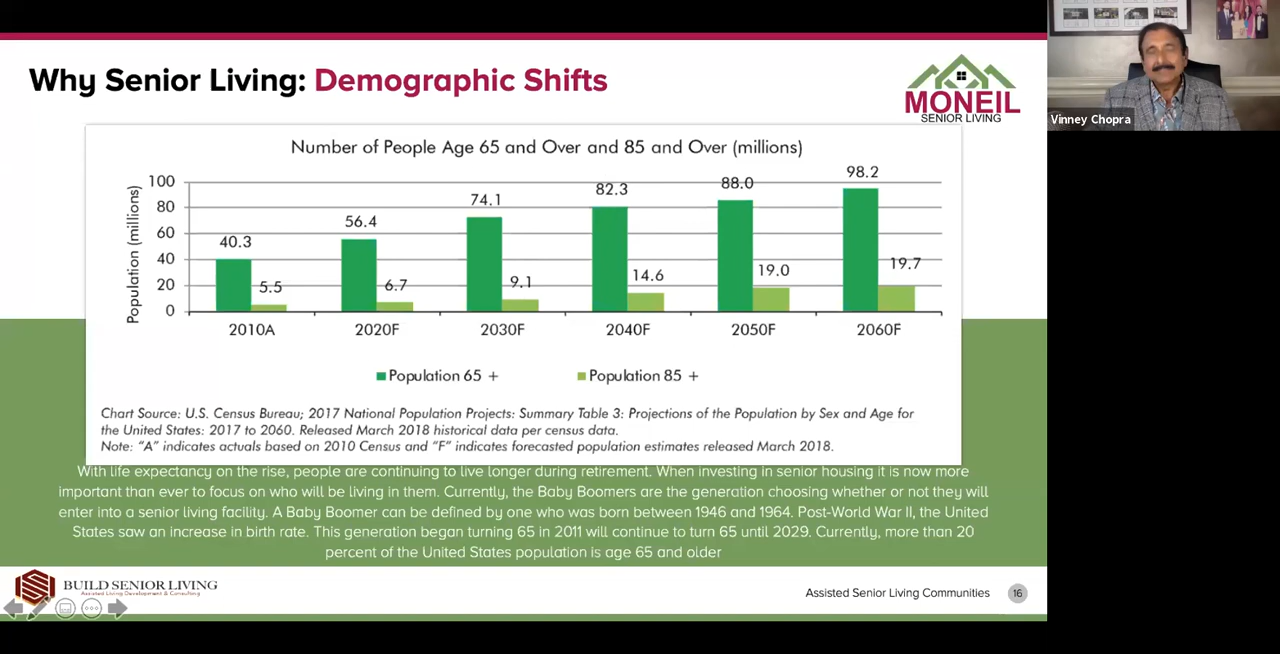 Why Senior Living: Demographic Shifts
MONEIL
SENIOR LIVING
Vinney Chopra
Number of People Age 65 and Over and 85 and Over (millions)
Population (millions)
100
80
60
40
20
0
40.3
5.5
56.4
6.7
74.1
9.1
82.3
14.6
88.0
19.0
98.2
19.7
2010A
2020F
2030F
2040F
2050F
2060F
Population 65 +
Population 85 +
Chart Source: U.S. Census Bureau; 2017 National Population Projects: Summary Table 3: Projections of the Population by Sex and Age for
the United States: 2017 to 2060. Released March 2018 historical data per census data.
Note: “A” indicates actuals based on 2010 Census and “F” indicates forecasted population estimates released March 2018.
With life expectancy on the rise, people are continuing to live longer during retirement. When investing in senior housing it is now more
important than ever to focus on who will be living in them. Currently, the Baby Boomers are the generation choosing whether or not they will
enter into a senior living facility. A Baby Boomer can be defined by one who was born between 1946 and 1964. Post-World War II, the United
States saw an increase in birth rate. This generation began turning 65 in 2011 will continue to turn 65 until 2029. Currently, more than 20
percent of the United States population is age 65 and older
BUILD SENIOR LIVING
Assisted Living Development & Consulting
Assisted Senior Living Communities
16